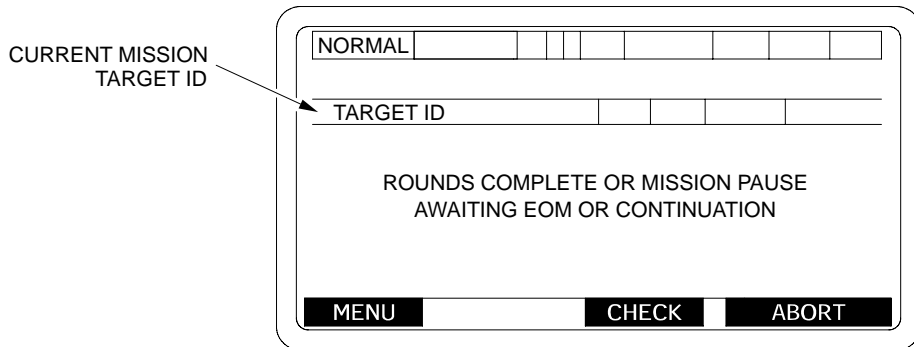 CURRENT MISSION
TARGET ID
NORMAL
TARGET ID
ROUNDS COMPLETE OR MISSION PAUSE
AWAITING EOM OR CONTINUATION
MENU CHECK ABORT